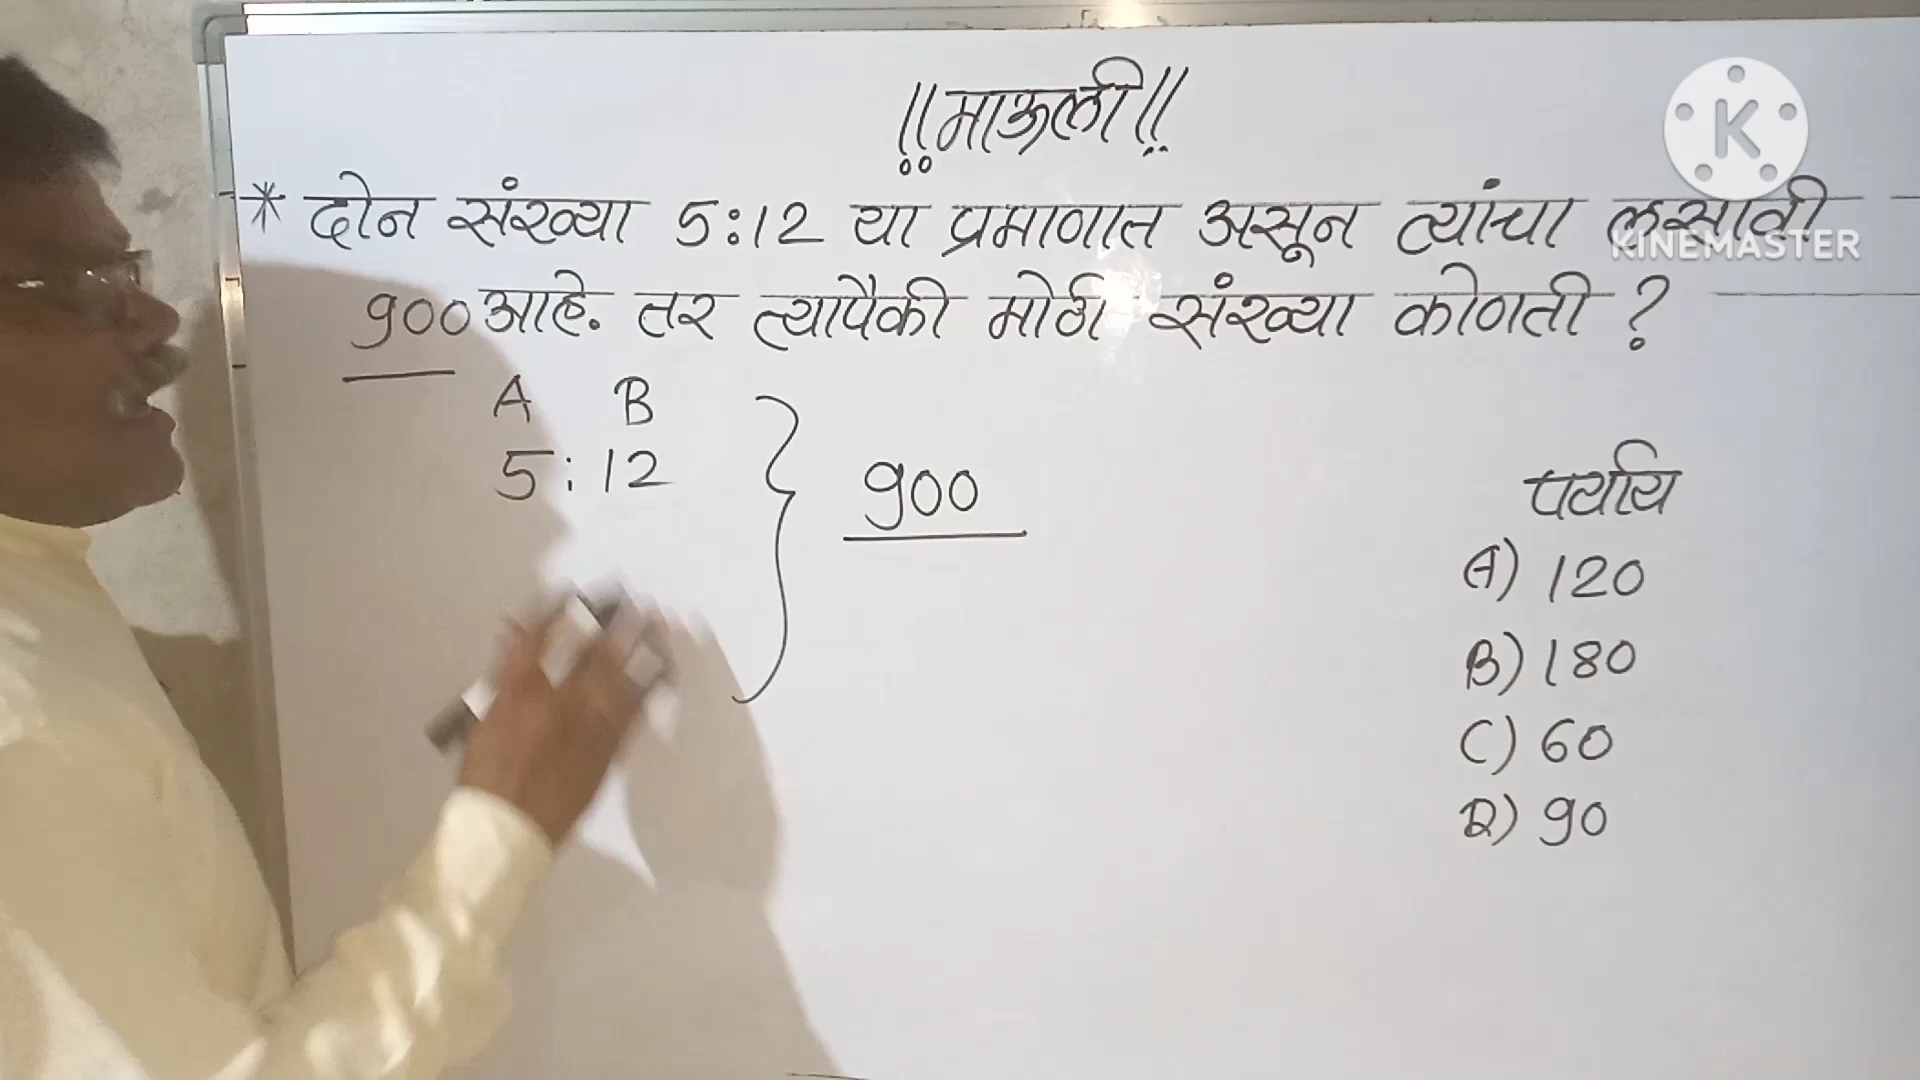 ||माऊली||
* दोन संख्या 5:12 या प्रमाणात असून त्यांचा लसावी
900 आहे. तर त्यापैकी मोठी संख्या कोणती ?
A B
5 : 12
900
पर्याय
A) 120
B) 180
C) 60
D) 90
K
KINEMASTER